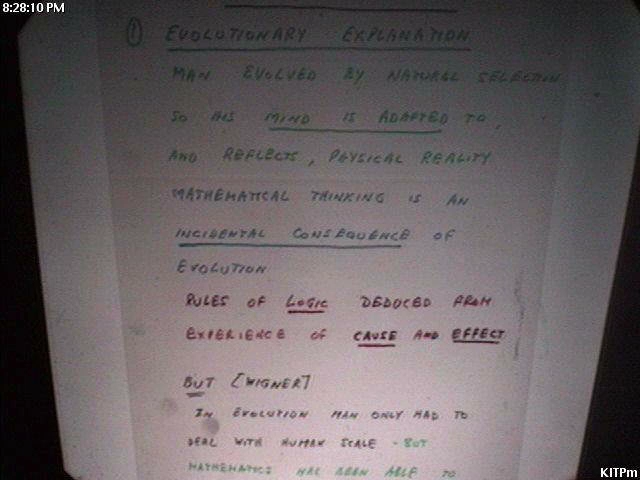 8:28:10 PM
① EVOLUTIONARY EXPLANATION
MAN EVOLVED BY NATURAL SELECTION
SO HIS MIND IS ADAPTED TO,
AND REFLECTS, PHYSICAL REALITY
MATHEMATICAL THINKING IS AN
INCIDENTAL CONSEQUENCE OF
EVOLUTION
RULES OF LOGIC DEDUCED FROM
EXPERIENCE OF CAUSE AND EFFECT
BUT [WIGNER]
IN EVOLUTION MAN ONLY HAD TO
DEAL WITH HUMAN SCALE - BUT
MATHEMATICS HAS BEEN ABLE TO
KITPm